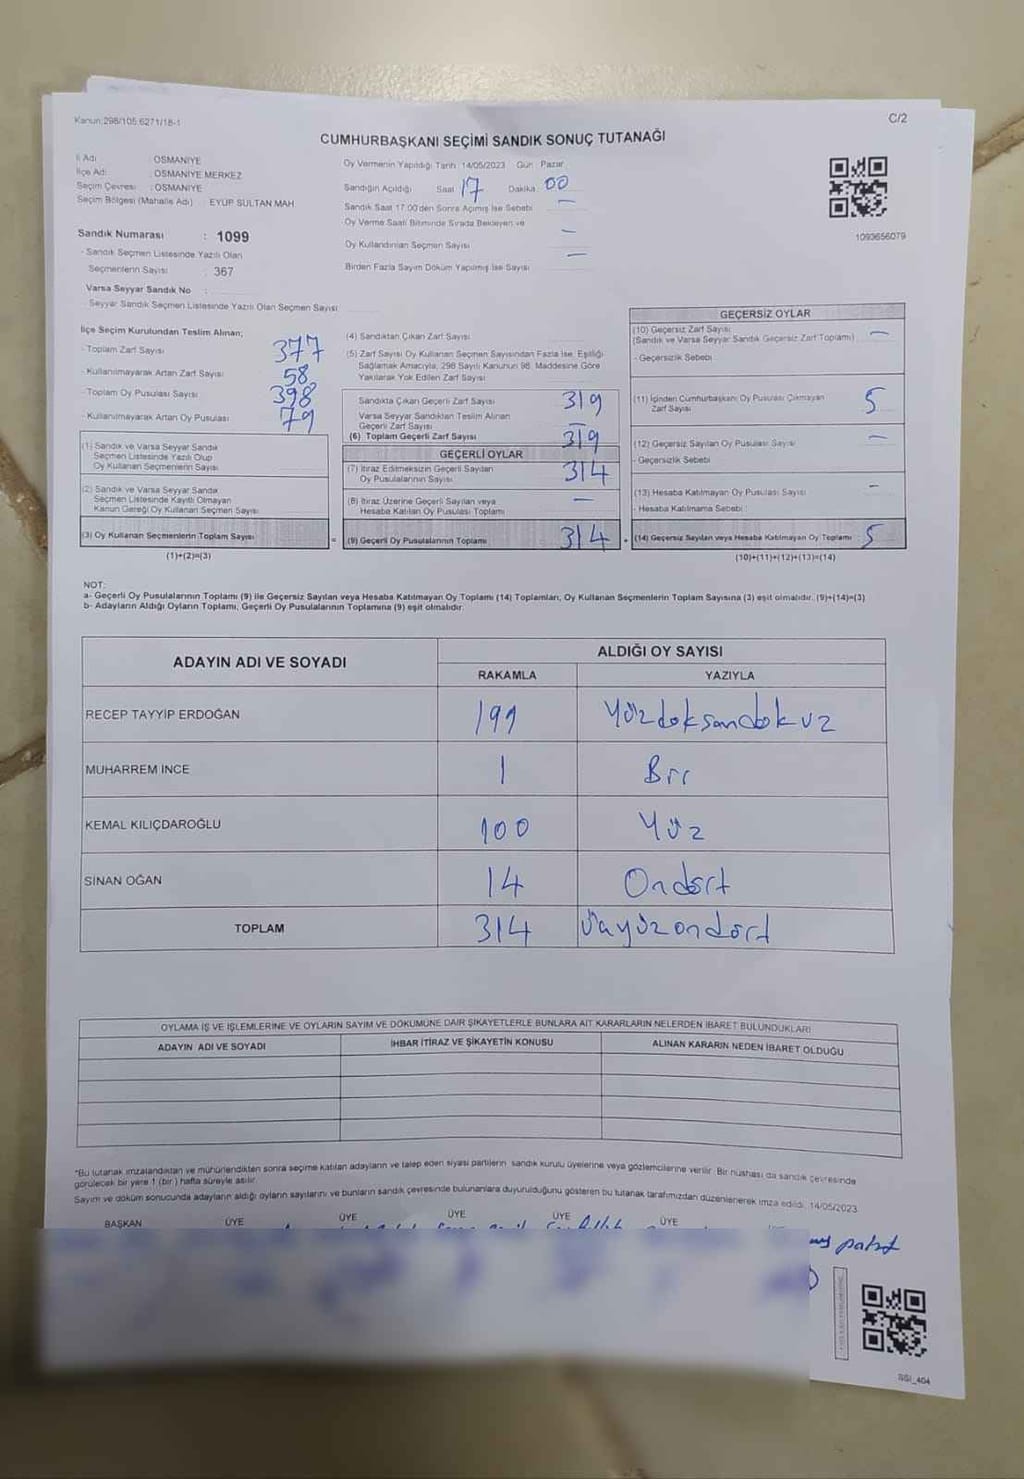 Kanun:298/105 6271/18-1
C/2
CUMHURBAŞKANI SEÇİMİ SANDIK SONUÇ TUTANAĞI
İl Adı : OSMANİYE
İlçe Adı : OSMANİYE MERKEZ
Seçim Çevresi : OSMANİYE
Seçim Bölgesi (Mahalle Adı) : EYÜP SULTAN MAH
Sandık Numarası : 1099
- Sandık Seçmen Listesinde Yazılı Olan
Seçmenlerin Sayısı : 367
Varsa Seyyar Sandık No :
- Seyyar Sandık Seçmen Listesinde Yazılı Olan Seçmen Sayısı
Oy Vermenin Yapıldığı Tarih 14/05/2023 Gün Pazar
Sandığın Açıldığı Saat 17 Dakika 00
Sandık Saat 17:00'den Sonra Açılmış İse Sebebi —
Oy Verme Saati Bitiminde Sırada Bekleyen ve
Oy Kullandırılan Seçmen Sayısı —
Birden Fazla Sayım Döküm Yapılmış İse Sayısı —
1093656079
İlçe Seçim Kurulundan Teslim Alınan;
- Toplam Zarf Sayısı 377
- Kullanılmayarak Artan Zarf Sayısı 58
- Toplam Oy Pusulası Sayısı 398
- Kullanılmayarak Artan Oy Pusulası 79
(1) Sandık ve Varsa Seyyar Sandık
Seçmen Listesinde Yazılı Olup
Oy Kullanan Seçmenlerin Sayısı
(2) Sandık ve Varsa Seyyar Sandık
Seçmen Listesinde Kayıtlı Olmayan
Kanun Gereği Oy Kullanan Seçmen Sayısı
(3) Oy Kullanan Seçmenlerin Toplam Sayısı
(1)+(2)=(3)
(4) Sandıktan Çıkan Zarf Sayısı
(5) Zarf Sayısı Oy Kullanan Seçmen Sayısından Fazla İse, Eşitliği
Sağlamak Amacıyla, 298 Sayılı Kanunun 98. Maddesine Göre
Yakılarak Yok Edilen Zarf Sayısı
Sandıkta Çıkan Geçerli Zarf Sayısı 319
Varsa Seyyar Sandıktan Teslim Alınan
Geçerli Zarf Sayısı —
(6) Toplam Geçerli Zarf Sayısı 319
GEÇERLİ OYLAR
(7) İtiraz Edilmeksizin Geçerli Sayılan
Oy Pusulalarının Sayısı 314
(8) İtiraz Üzerine Geçerli Sayılan veya
Hesaba Katılan Oy Pusulası Toplamı —
= (9) Geçerli Oy Pusulalarının Toplamı 314 +
GEÇERSİZ OYLAR
(10) Geçersiz Zarf Sayısı
(Sandık ve Varsa Seyyar Sandık Geçersiz Zarf Toplamı) —
- Geçersizlik Sebebi
(11) İçinden Cumhurbaşkanı Oy Pusulası Çıkmayan
Zarf Sayısı 5
(12) Geçersiz Sayılan Oy Pusulası Sayısı —
- Geçersizlik Sebebi
(13) Hesaba Katılmayan Oy Pusulası Sayısı —
- Hesaba Katılmama Sebebi :
(14) Geçersiz Sayılan veya Hesaba Katılmayan Oy Toplamı 5
(10)+(11)+(12)+(13)=(14)
NOT:
a- Geçerli Oy Pusulalarının Toplamı (9) ile Geçersiz Sayılan veya Hesaba Katılmayan Oy Toplamı (14) Toplamları, Oy Kullanan Seçmenlerin Toplam Sayısına (3) eşit olmalıdır. (9)+(14)=(3)
b- Adayların Aldığı Oyların Toplamı, Geçerli Oy Pusulalarının Toplamına (9) eşit olmalıdır.
ADAYIN ADI VE SOYADI
ALDIĞI OY SAYISI
RAKAMLA YAZIYLA
RECEP TAYYİP ERDOĞAN 199 Yüzdoksandokuz
MUHARREM İNCE 1 Bir
KEMAL KILIÇDAROĞLU 100 Yüz
SİNAN OĞAN 14 Ondört
TOPLAM 314 üçyüzondört
OYLAMA İŞ VE İŞLEMLERİNE VE OYLARIN SAYIM VE DÖKÜMÜNE DAİR ŞİKAYETLERLE BUNLARA AİT KARARLARIN NELERDEN İBARET BULUNDUKLARI
ADAYIN ADI VE SOYADI İHBAR İTİRAZ VE ŞİKAYETİN KONUSU ALINAN KARARIN NEDEN İBARET OLDUĞU
*Bu tutanak imzalandıktan ve mühürlendikten sonra seçime katılan adayların ve talep eden siyasi partilerin sandık kurulu üyelerine veya gözlemcilerine verilir. Bir nüshası da sandık çevresinde
görülecek bir yere 1 (bir) hafta süreyle asılır.
Sayım ve döküm sonucunda adayların aldığı oyların sayılarını ve bunların sandık çevresinde bulunanlara duyurulduğunu gösteren bu tutanak tarafımızdan düzenlenerek imza edildi. 14/05/2023
BAŞKAN ÜYE ÜYE ÜYE ÜYE ÜYE
SSI_404